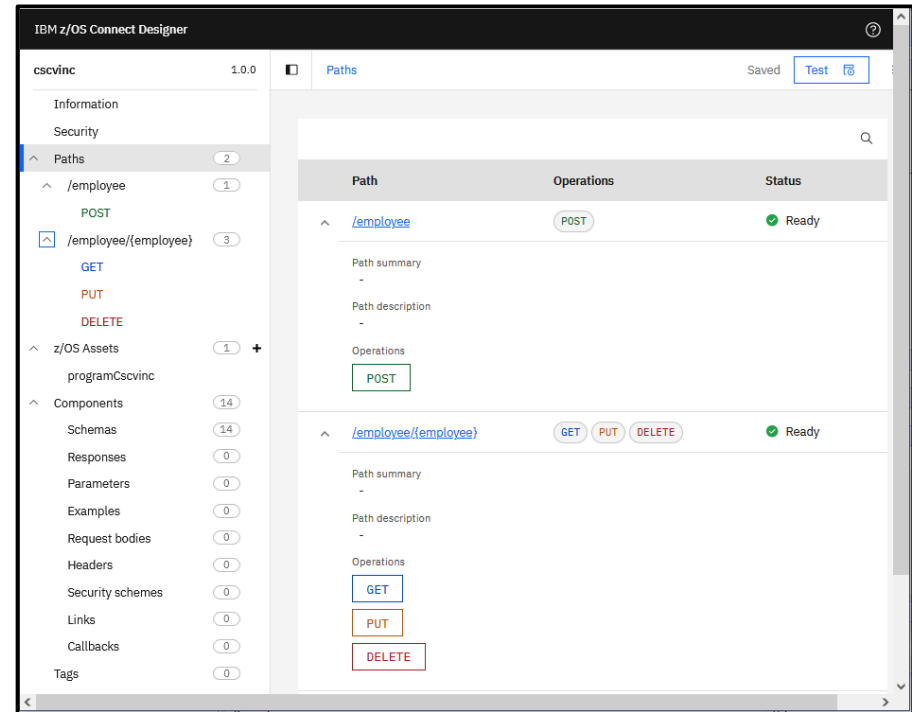 IBM z/OS Connect Designer
cscvinc 1.0.0
Information
Security
Paths 2
/employee 1
POST
/employee/{employee} 3
GET
PUT
DELETE
z/OS Assets 1 +
programCscvinc
Components 14
Schemas 14
Responses 0
Parameters 0
Examples 0
Request bodies 0
Headers 0
Security schemes 0
Links 0
Callbacks 0
Tags 0
Paths Saved Test
Path Operations Status
/employee POST Ready
Path summary
-
Path description
-
Operations
POST
/employee/{employee} GET PUT DELETE Ready
Path summary
-
Path description
-
Operations
GET
PUT
DELETE